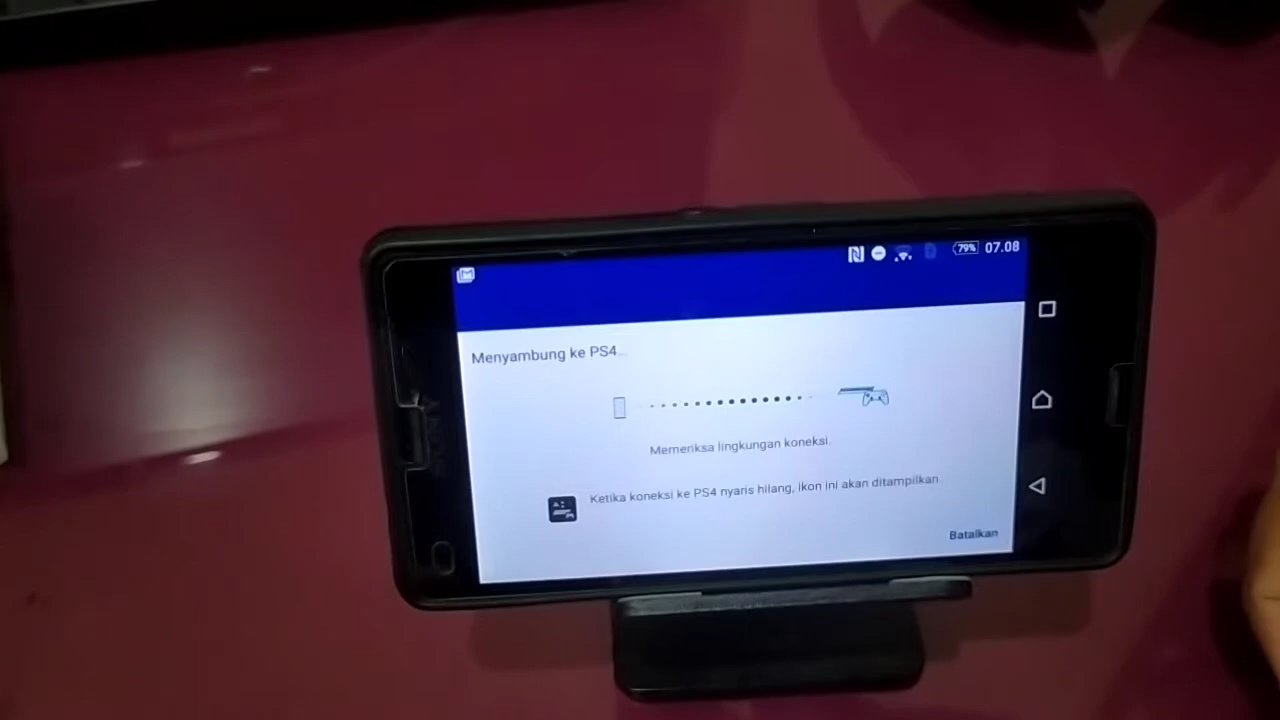 79% 07.08
Menyambung ke PS4...
Memeriksa lingkungan koneksi.
Ketika koneksi ke PS4 nyaris hilang, ikon ini akan ditampilkan
Batalkan